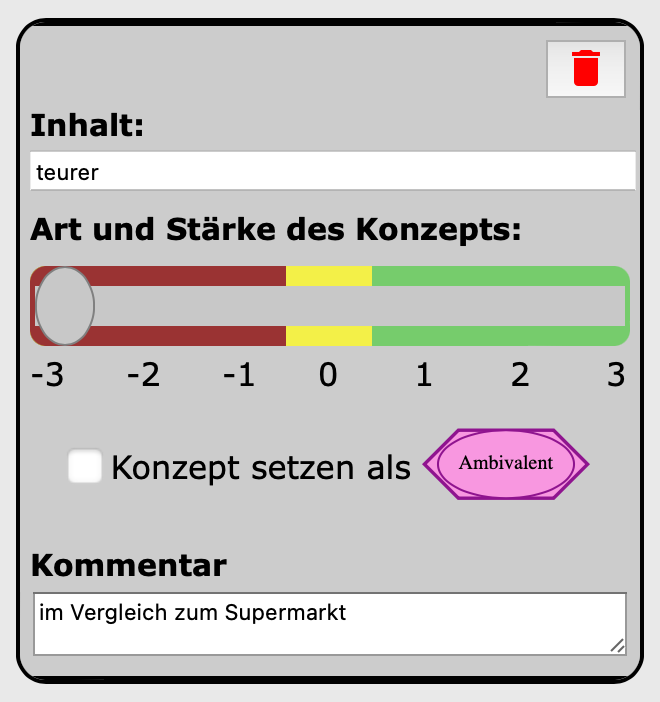 Inhalt:
teurer
Art und Stärke des Konzepts:
-3 -2 -1 0 1 2 3
Konzept setzen als Ambivalent
Kommentar
im Vergleich zum Supermarkt